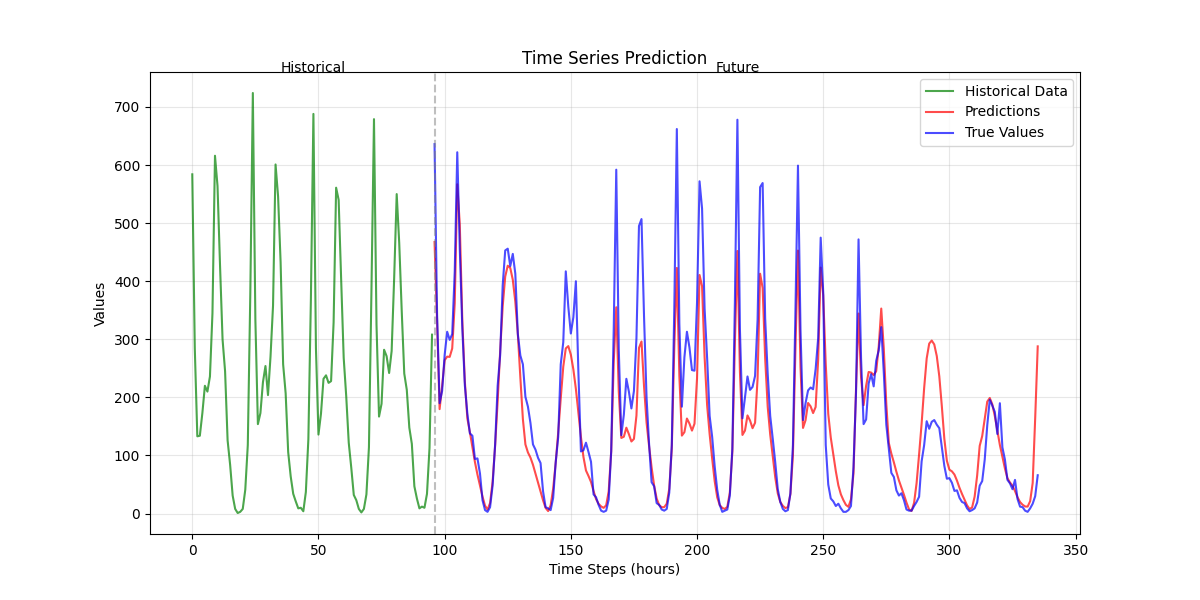 Time Series Prediction
Historical
Future
Historical Data
Predictions
True Values
Values
700
600
500
400
300
200
100
0
0
50
100
150
200
250
300
350
Time Steps (hours)